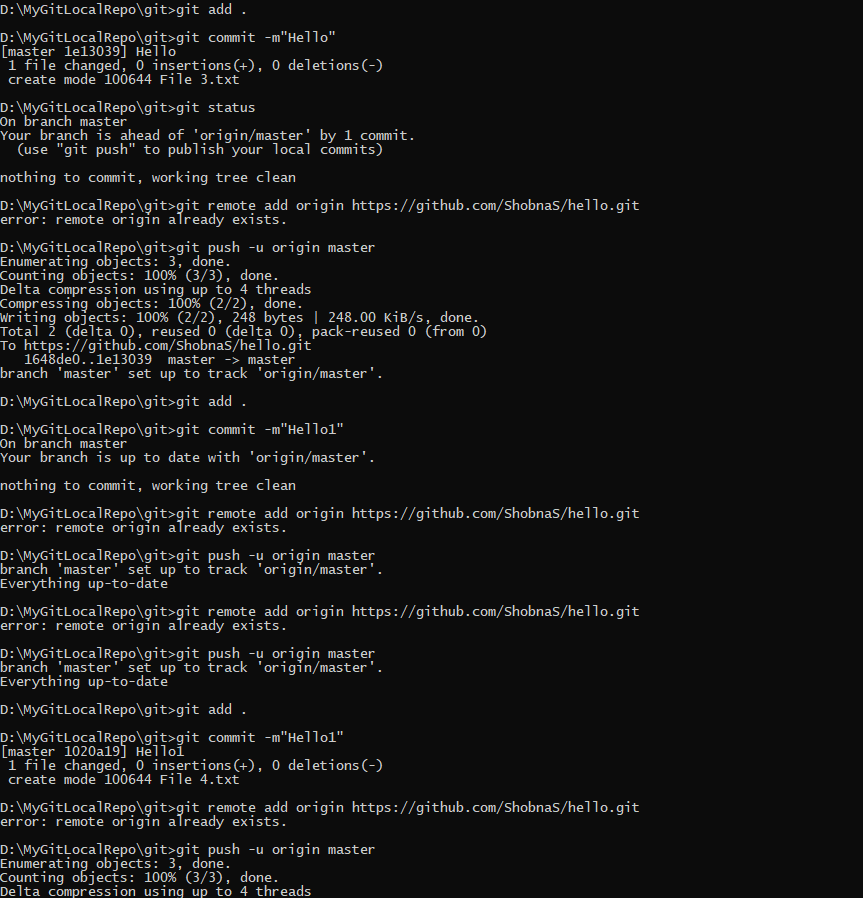 D:\MyGitLocalRepo\git>git add .
D:\MyGitLocalRepo\git>git commit -m"Hello"
[master 1e13039] Hello
1 file changed, 0 insertions(+), 0 deletions(-)
create mode 100644 File 3.txt
D:\MyGitLocalRepo\git>git status
On branch master
Your branch is ahead of 'origin/master' by 1 commit.
(use "git push" to publish your local commits)
nothing to commit, working tree clean
D:\MyGitLocalRepo\git>git remote add origin https://github.com/ShobnaS/hello.git
error: remote origin already exists.
D:\MyGitLocalRepo\git>git push -u origin master
Enumerating objects: 3, done.
Counting objects: 100% (3/3), done.
Delta compression using up to 4 threads
Compressing objects: 100% (2/2), done.
Writing objects: 100% (2/2), 248 bytes | 248.00 KiB/s, done.
Total 2 (delta 0), reused 0 (delta 0), pack-reused 0 (from 0)
To https://github.com/ShobnaS/hello.git
1648de0..1e13039  master -> master
branch 'master' set up to track 'origin/master'.
D:\MyGitLocalRepo\git>git add .
D:\MyGitLocalRepo\git>git commit -m"Hello1"
On branch master
Your branch is up to date with 'origin/master'.
nothing to commit, working tree clean
D:\MyGitLocalRepo\git>git remote add origin https://github.com/ShobnaS/hello.git
error: remote origin already exists.
D:\MyGitLocalRepo\git>git push -u origin master
branch 'master' set up to track 'origin/master'.
Everything up-to-date
D:\MyGitLocalRepo\git>git remote add origin https://github.com/ShobnaS/hello.git
error: remote origin already exists.
D:\MyGitLocalRepo\git>git push -u origin master
branch 'master' set up to track 'origin/master'.
Everything up-to-date
D:\MyGitLocalRepo\git>git add .
D:\MyGitLocalRepo\git>git commit -m"Hello1"
[master 1020a19] Hello1
1 file changed, 0 insertions(+), 0 deletions(-)
create mode 100644 File 4.txt
D:\MyGitLocalRepo\git>git remote add origin https://github.com/ShobnaS/hello.git
error: remote origin already exists.
D:\MyGitLocalRepo\git>git push -u origin master
Enumerating objects: 3, done.
Counting objects: 100% (3/3), done.
Delta compression using up to 4 threads